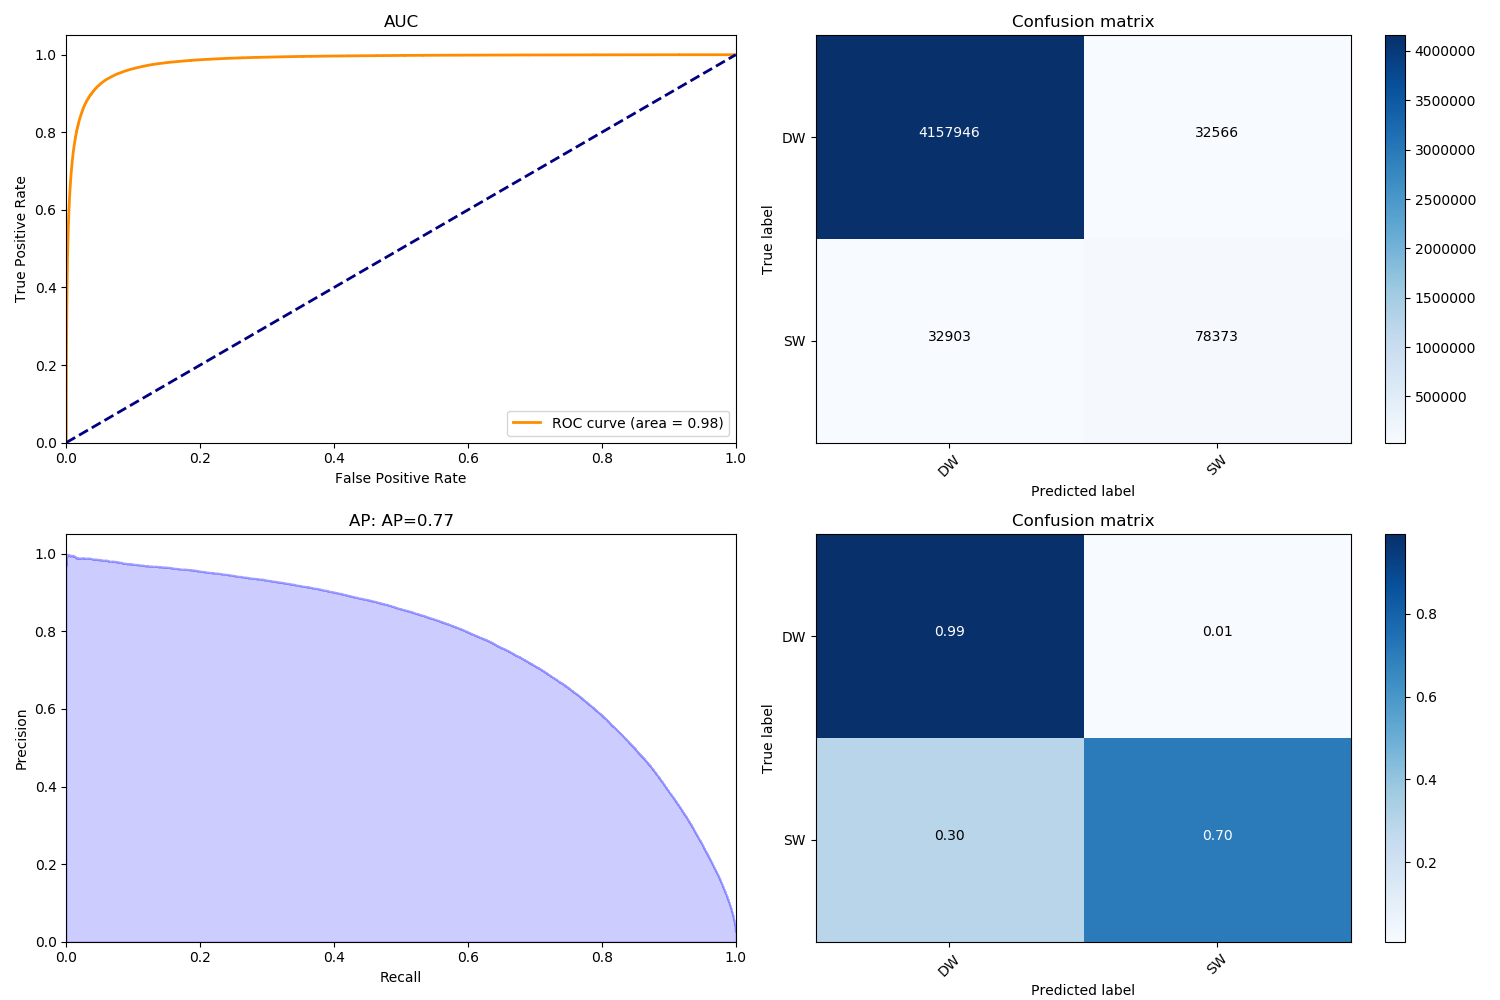 AUC
True Positive Rate
1.0
0.8
0.6
0.4
0.2
0.0
0.0 0.2 0.4 0.6 0.8 1.0
False Positive Rate
ROC curve (area = 0.98)
Confusion matrix
True label
DW
SW
4157946 32566
32903 78373
DW SW
Predicted label
4000000
3500000
3000000
2500000
2000000
1500000
1000000
500000
AP: AP=0.77
Precision
1.0
0.8
0.6
0.4
0.2
0.0
0.0 0.2 0.4 0.6 0.8 1.0
Recall
Confusion matrix
True label
DW
SW
0.99 0.01
0.30 0.70
DW SW
Predicted label
0.8
0.6
0.4
0.2